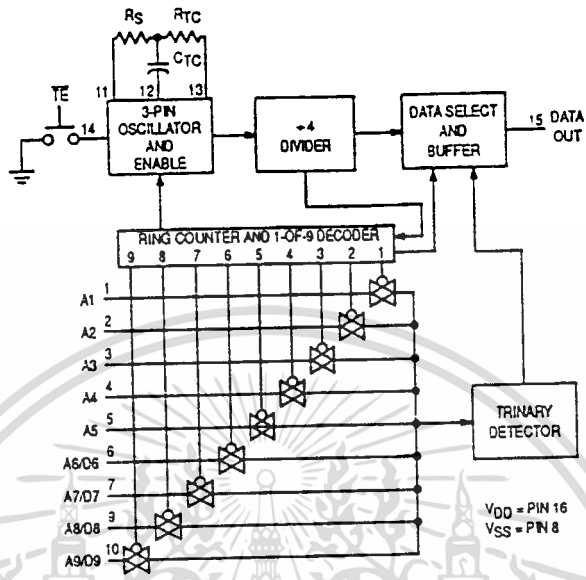 RS RTC
CTC
11 12 13
TE
14
3-PIN
OSCILLATOR
AND
ENABLE
÷4
DIVIDER
DATA SELECT
AND
BUFFER
15 DATA
OUT
RING COUNTER AND 1-OF-9 DECODER
9 8 7 6 5 4 3 2 1
A1 1
A2 2
A3 3
A4 4
A5 5
A6/D6 6
A7/D7 7
A8/D8 9
A9/D9 10
TRINARY
DETECTOR
VDD = PIN 16
VSS = PIN 8